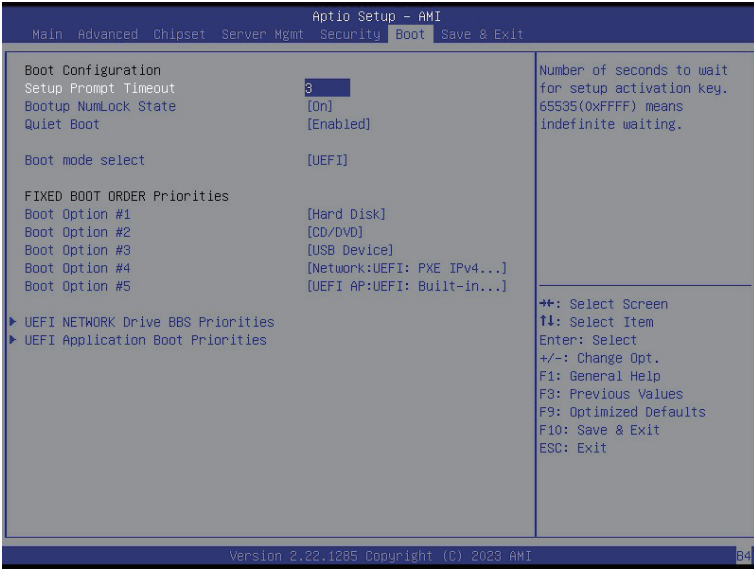 Aptio Setup – AMI
Main Advanced Chipset Server Mgmt Security Boot Save & Exit
Boot Configuration
Setup Prompt Timeout 3
Bootup NumLock State [On]
Quiet Boot [Enabled]
Boot mode select [UEFI]
FIXED BOOT ORDER Priorities
Boot Option #1 [Hard Disk]
Boot Option #2 [CD/DVD]
Boot Option #3 [USB Device]
Boot Option #4 [Network:UEFI: PXE IPv4...]
Boot Option #5 [UEFI AP:UEFI: Built-in...]
▶ UEFI NETWORK Drive BBS Priorities
▶ UEFI Application Boot Priorities
Number of seconds to wait
for setup activation key.
65535(0xFFFF) means
indefinite waiting.
→←: Select Screen
↑↓: Select Item
Enter: Select
+/-: Change Opt.
F1: General Help
F3: Previous Values
F9: Optimized Defaults
F10: Save & Exit
ESC: Exit
Version 2.22.1285 Copyright (C) 2023 AMI
B4